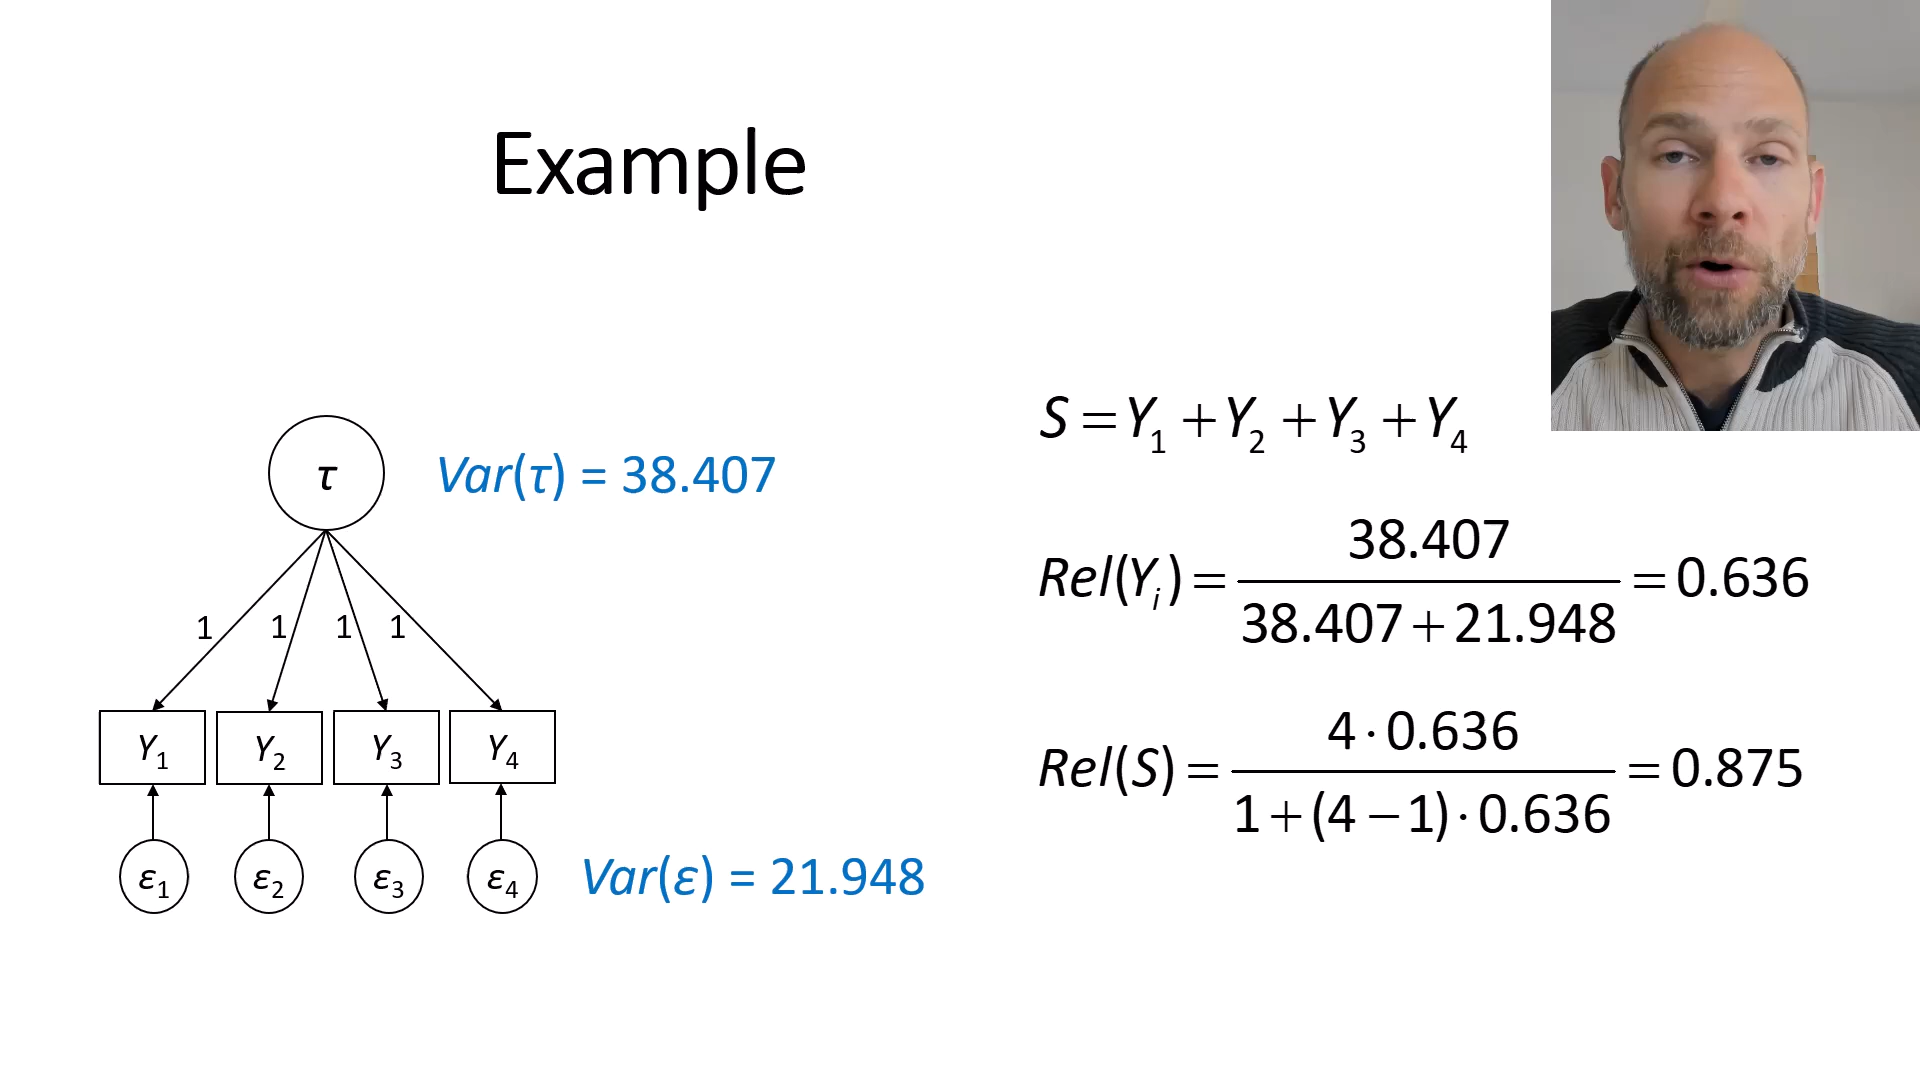 Example
S = Y₁ + Y₂ + Y₃ + Y₄
τ
Var(τ) = 38.407
Rel(Yᵢ) = 38.407 / 38.407 + 21.948 = 0.636
1 1 1 1
Y₁ Y₂ Y₃ Y₄
Rel(S) = 4 · 0.636 / 1 + (4 − 1) · 0.636 = 0.875
ε₁ ε₂ ε₃ ε₄
Var(ε) = 21.948